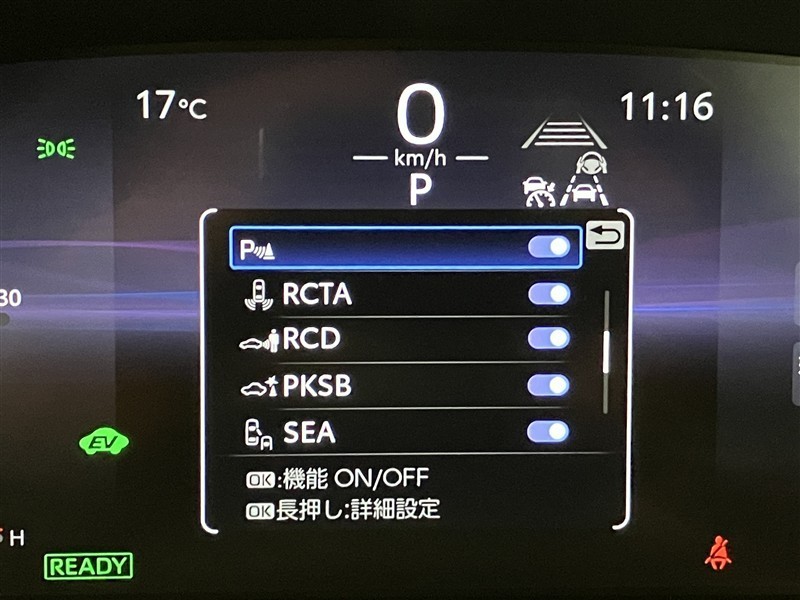 17°C
0
11:16
km/h
P
P
30
RCTA
RCD
PKSB
EV
SEA
OK:機能 ON/OFF
OK長押し:詳細設定
H
READY